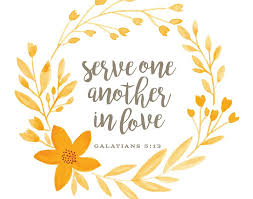 serve one
another
in love
GALATIANS 5:13